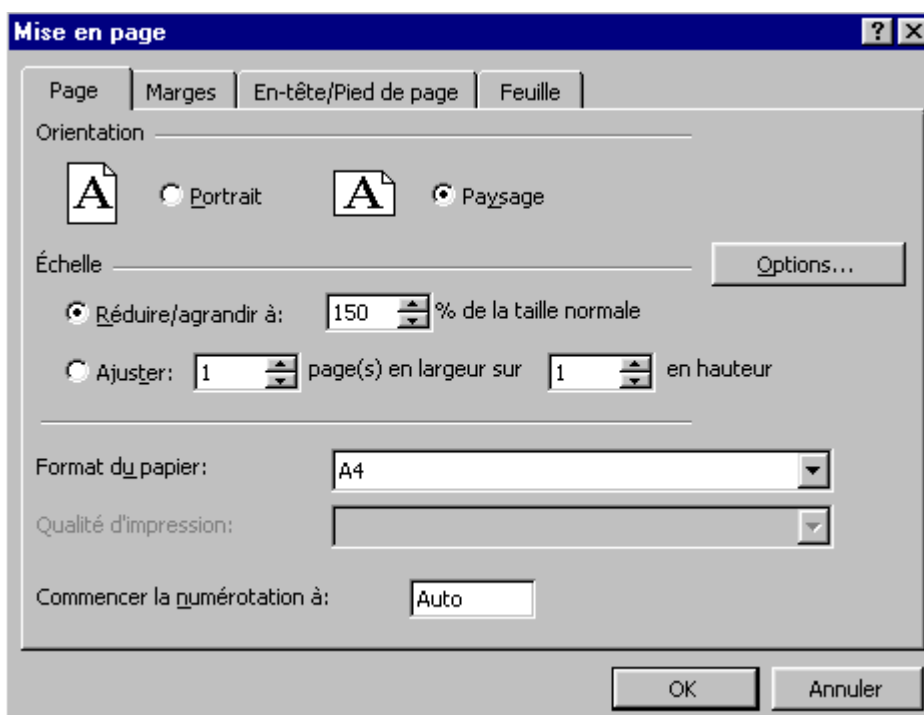 Mise en page
Page Marges En-tête/Pied de page Feuille
Orientation
A Portrait A Paysage
Échelle Options...
Réduire/agrandir à: 150 % de la taille normale
Ajuster: 1 page(s) en largeur sur 1 en hauteur
Format du papier: A4
Qualité d'impression:
Commencer la numérotation à: Auto
OK Annuler